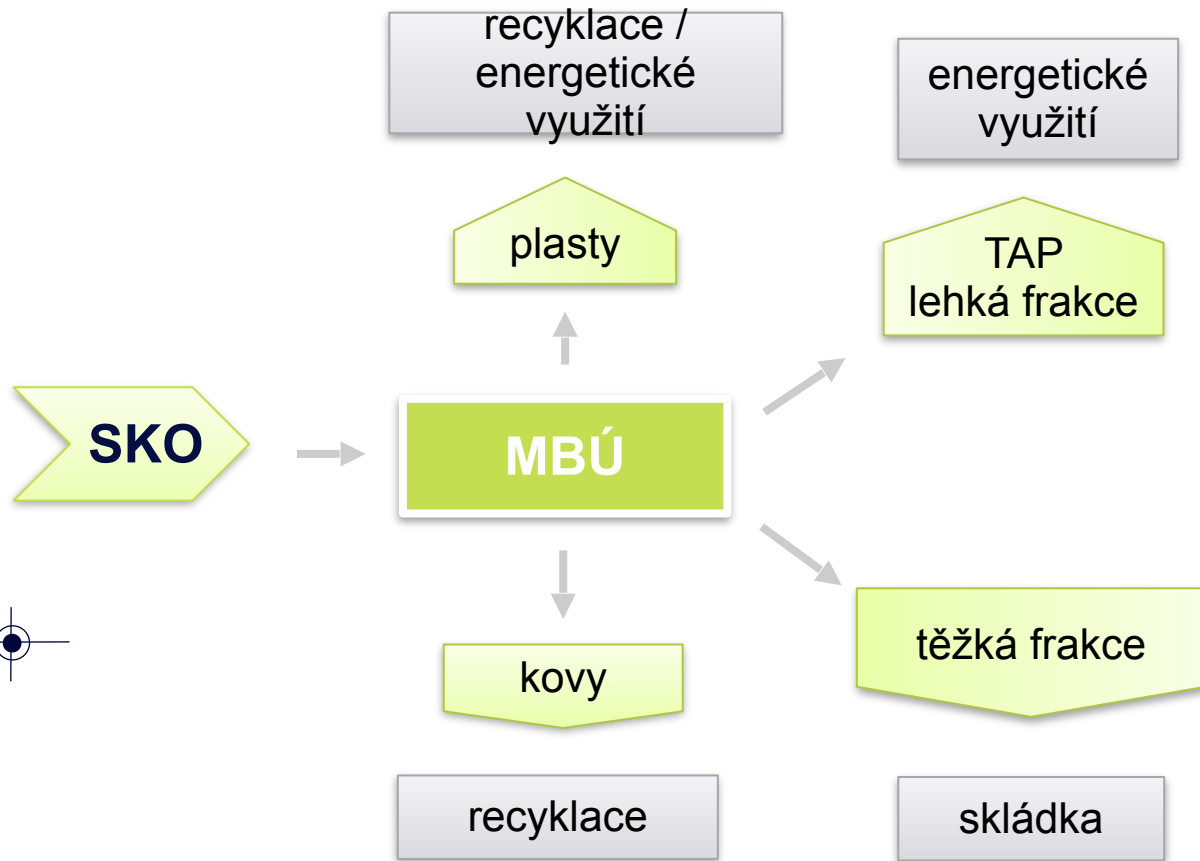 recyklace /
energetické
využití
energetické
využití
plasty
TAP
lehká frakce
SKO
MBÚ
kovy
těžká frakce
recyklace
skládka